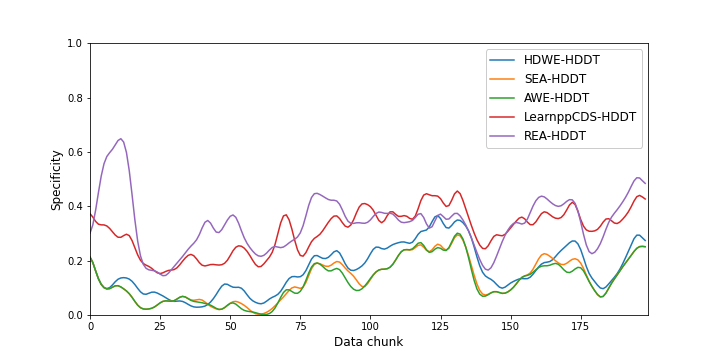 1.0
0.8
0.6
0.4
0.2
0.0
Specificity
0 25 50 75 100 125 150 175
Data chunk
HDWE-HDDT
SEA-HDDT
AWE-HDDT
LearnppCDS-HDDT
REA-HDDT